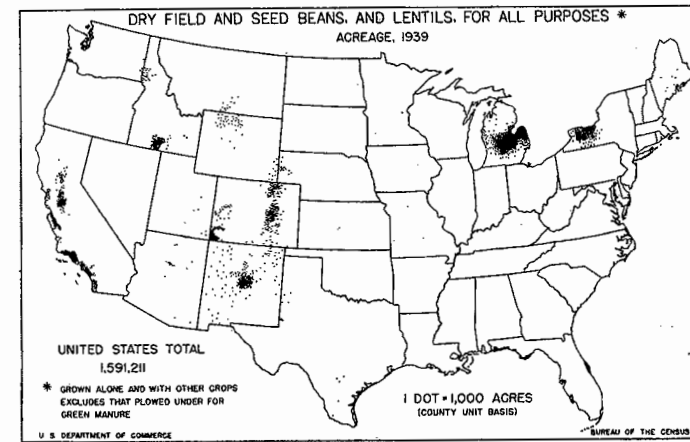 DRY FIELD AND SEED BEANS, AND LENTILS, FOR ALL PURPOSES *
ACREAGE, 1939
UNITED STATES TOTAL
1,591,211
* GROWN ALONE AND WITH OTHER CROPS
EXCLUDES THAT PLOWED UNDER FOR
GREEN MANURE
1 DOT = 1,000 ACRES
(COUNTY UNIT BASIS)
U S DEPARTMENT OF COMMERCE
BUREAU OF THE CENSUS